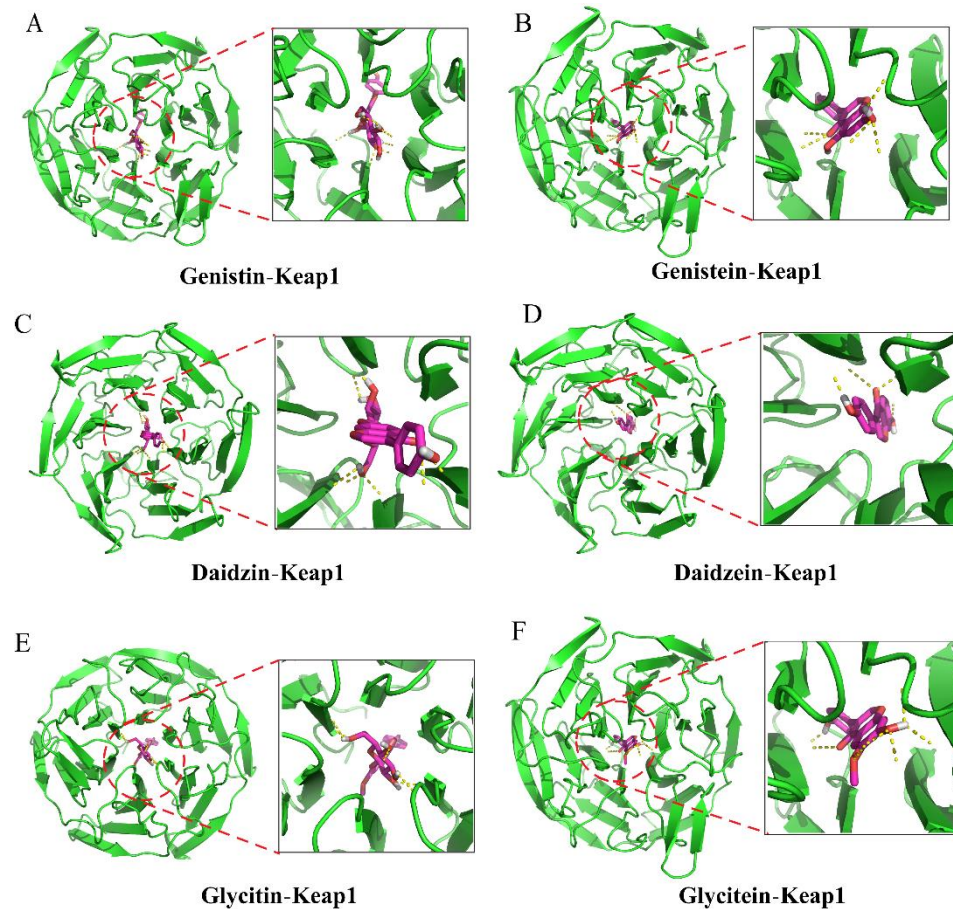 A
B
Genistin-Keap1
Genistein-Keap1
C
D
Daidzin-Keap1
Daidzein-Keap1
E
F
Glycitin-Keap1
Glycitein-Keap1